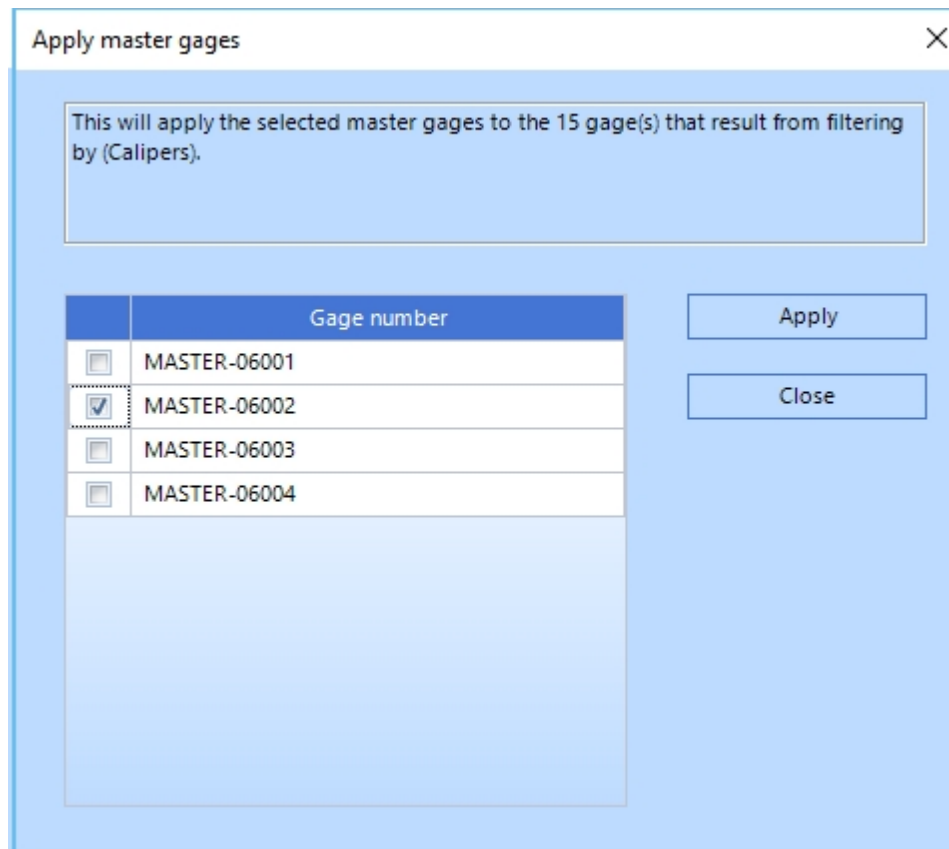 Apply master gages
This will apply the selected master gages to the 15 gage(s) that result from filtering
by (Calipers).
Gage number
Apply
MASTER-06001
MASTER-06002
Close
MASTER-06003
MASTER-06004